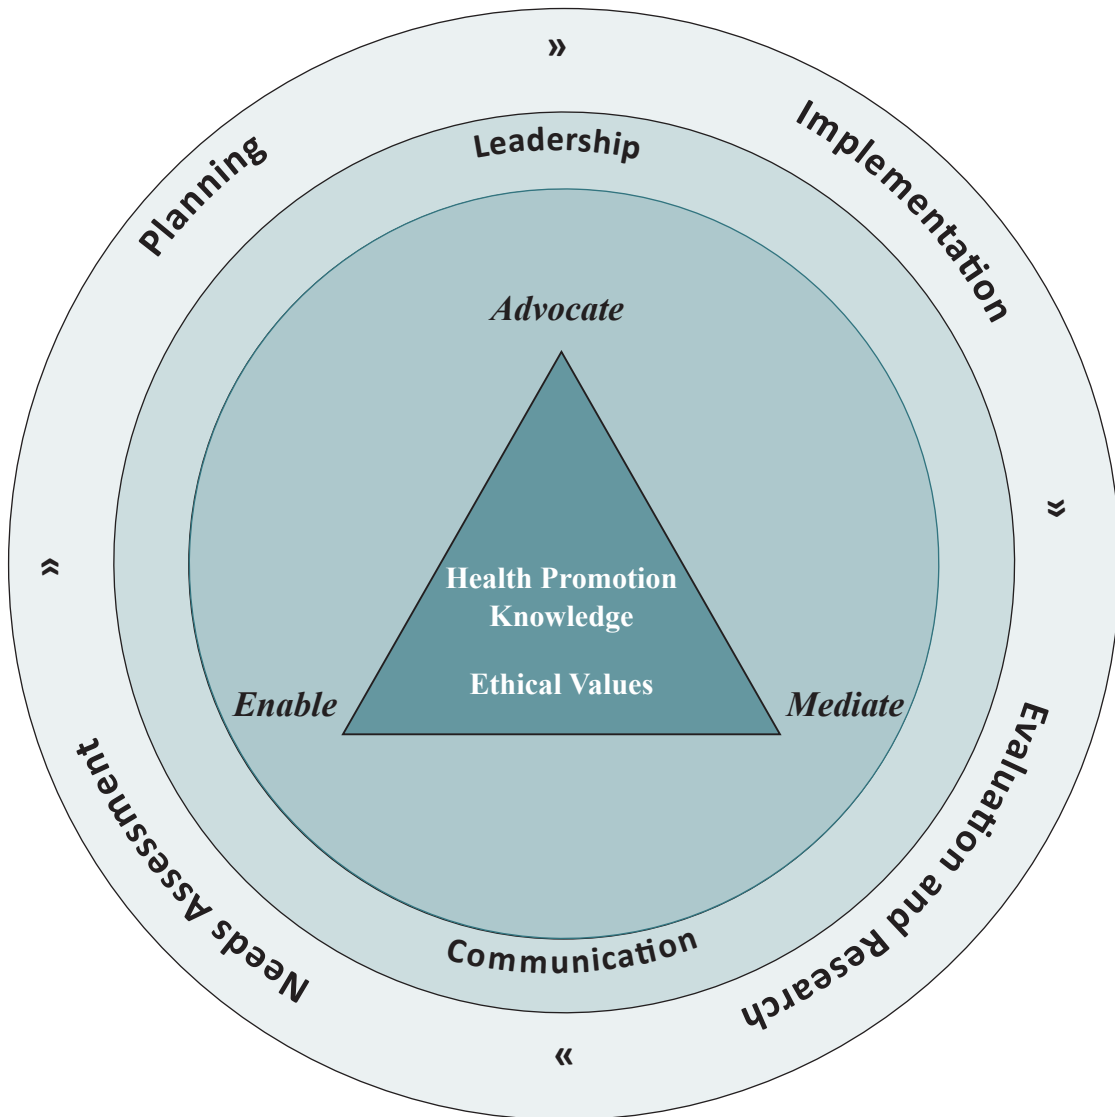 »
Planning
Implementation
Leadership
Advocate
»
»
Health Promotion
Knowledge
Ethical Values
Enable
Mediate
Needs Assessment
Evaluation and Research
Communication
«